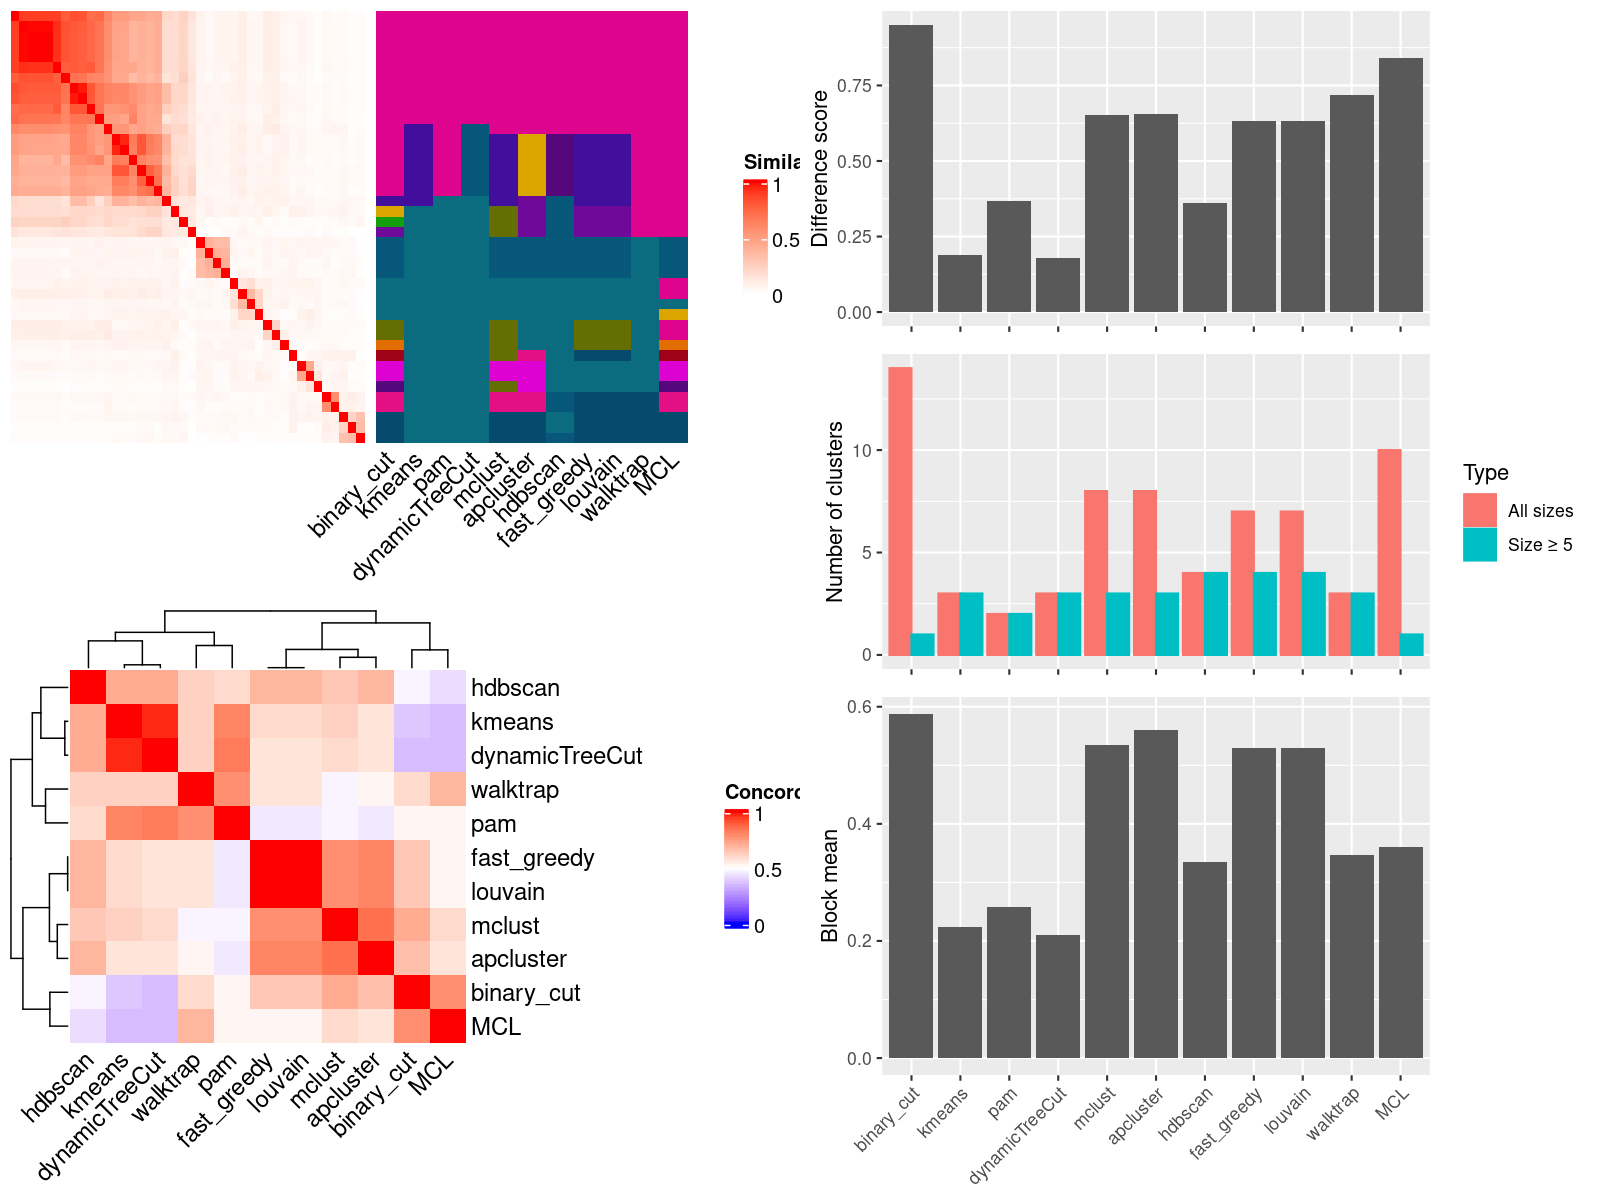 Simila
1
0.5
0
binary_cut
kmeans
pam
dynamicTreeCut
mclust
apcluster
hdbscan
fast_greedy
louvain
walktrap
MCL
hdbscan
kmeans
dynamicTreeCut
walktrap
pam
fast_greedy
louvain
mclust
apcluster
binary_cut
MCL
hdbscan
kmeans
dynamicTreeCut
walktrap
pam
fast_greedy
louvain
mclust
apcluster
binary_cut
MCL
Concord
1
0.5
0
Difference score
0.75
0.50
0.25
0.00
Number of clusters
10
5
0
Type
All sizes
Size ≥ 5
Block mean
0.6
0.4
0.2
0.0
binary_cut
kmeans
pam
dynamicTreeCut
mclust
apcluster
hdbscan
fast_greedy
louvain
walktrap
MCL